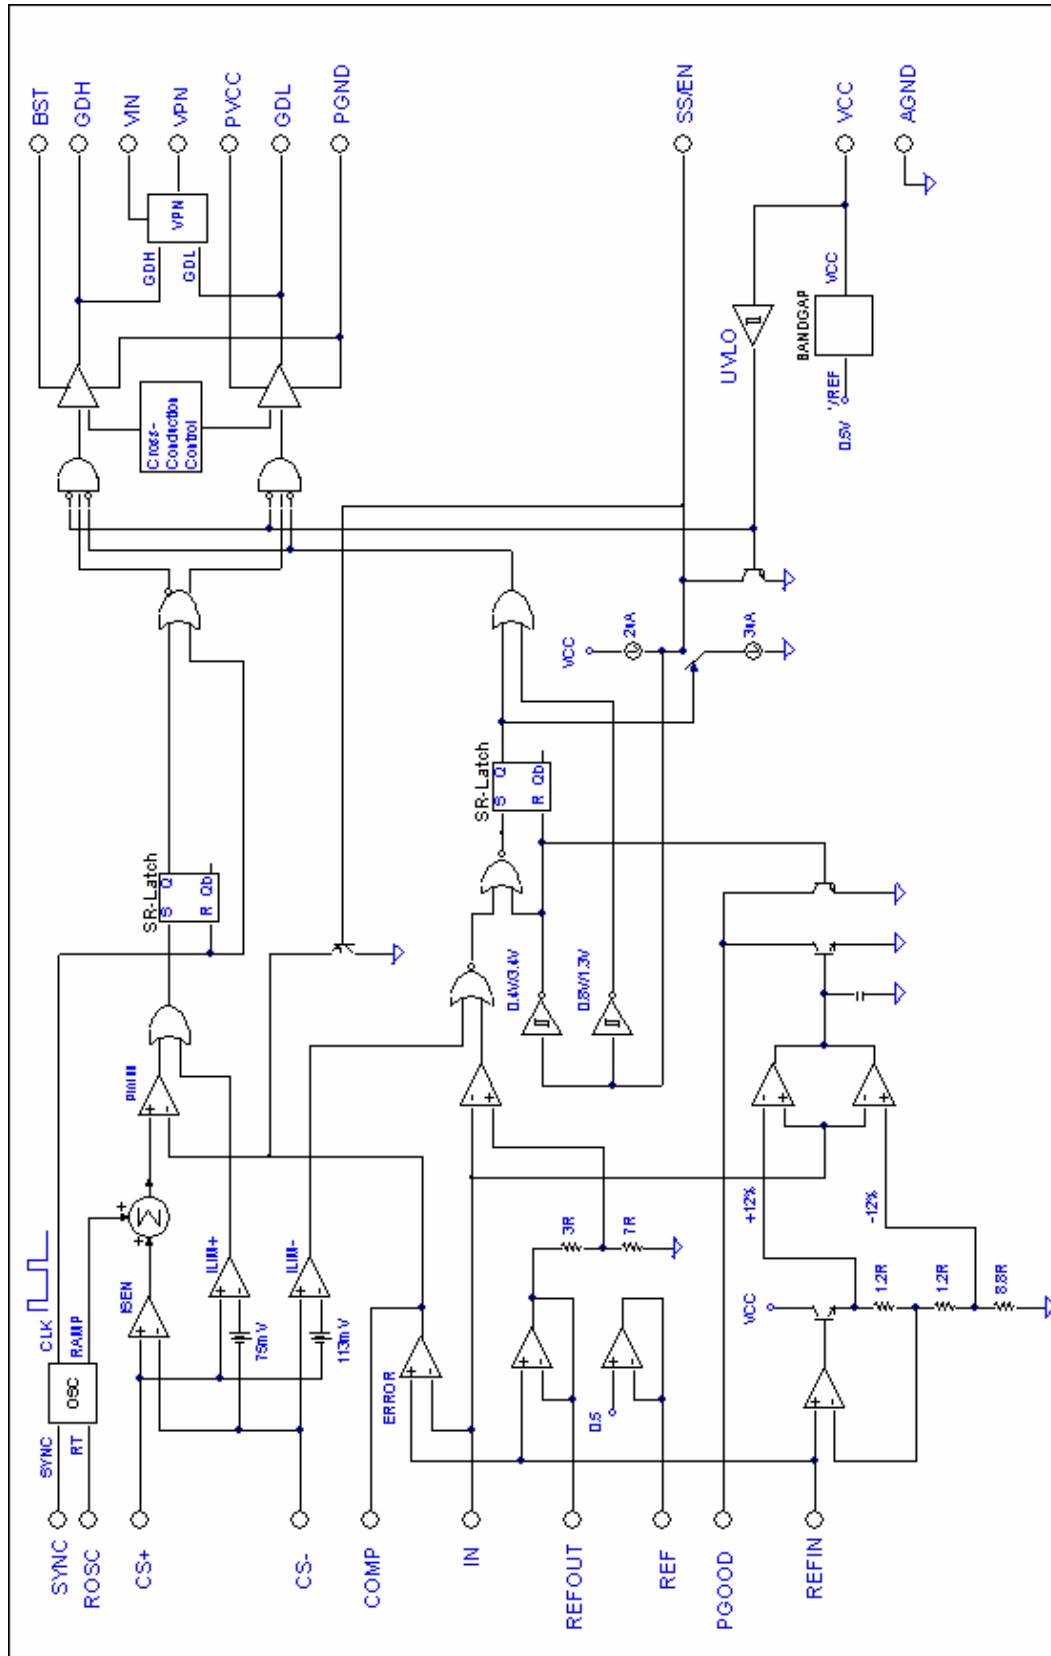 SYNC
ROSC
CS+
CS-
COMP
IN
REFOUT
REF
PGOOD
REFIN
SYNC
RT
OSC
CLK
RAMP
ISEN
+
-
ILIM+
+
-
75mV
ILIM-
+
-
113mV
ERROR
+
-
+
-
0.5
+
-
+
-
+
+
Σ
PWM
+
-
3R
7R
-
+
VCC
1.2R
1.2R
8.8R
+12%
-12%
-
+
-
+
SR-Latch
S
Q
R
Qb
0.4V/3.4V
0.8V/1.3V
SR-Latch
S
Q
R
Qb
VCC
2uA
3uA
Cross-
Conduction
Control
GDH
GDL
VPN
UVLO
BANDGAP
VCC
VREF
0.5V
BST
GDH
VIN
VPN
PVCC
GDL
PGND
SS/EN
VCC
AGND